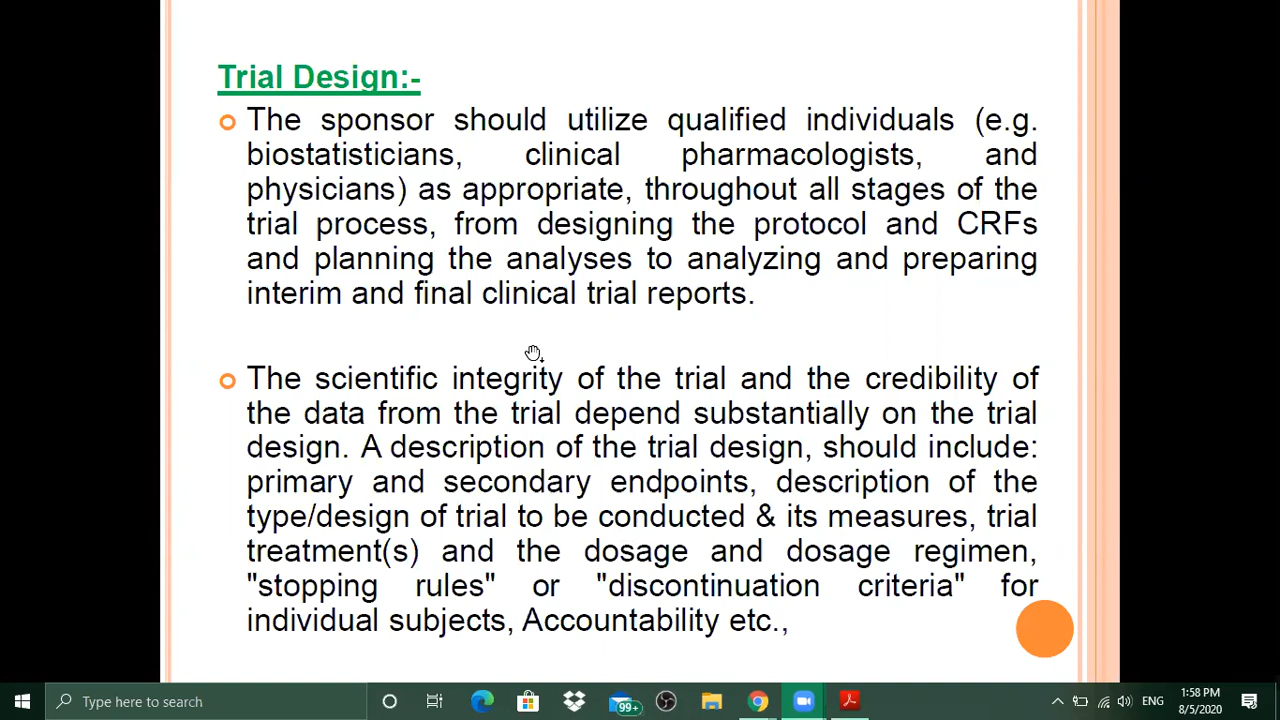 Trial Design:-
The sponsor should utilize qualified individuals (e.g.
biostatisticians, clinical pharmacologists, and
physicians) as appropriate, throughout all stages of the
trial process, from designing the protocol and CRFs
and planning the analyses to analyzing and preparing
interim and final clinical trial reports.
The scientific integrity of the trial and the credibility of
the data from the trial depend substantially on the trial
design. A description of the trial design, should include:
primary and secondary endpoints, description of the
type/design of trial to be conducted & its measures, trial
treatment(s) and the dosage and dosage regimen,
"stopping rules" or "discontinuation criteria" for
individual subjects, Accountability etc.,
Type here to search
99+
ENG
1:58 PM
8/5/2020